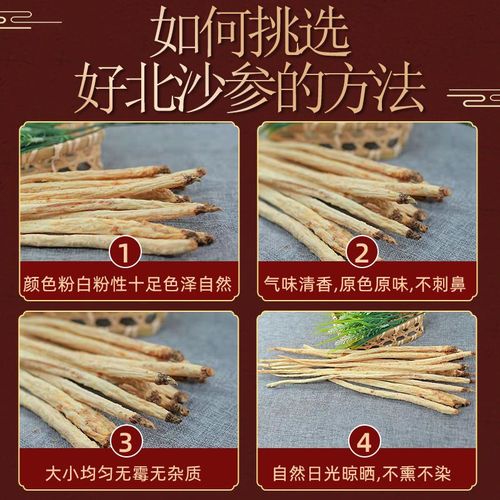 如何挑选
好北沙参的方法
1
颜色粉白粉性十足色泽自然
2
气味清香,原色原味,不刺鼻
3
大小均匀无霉无杂质
4
自然日光晾晒,不熏不染